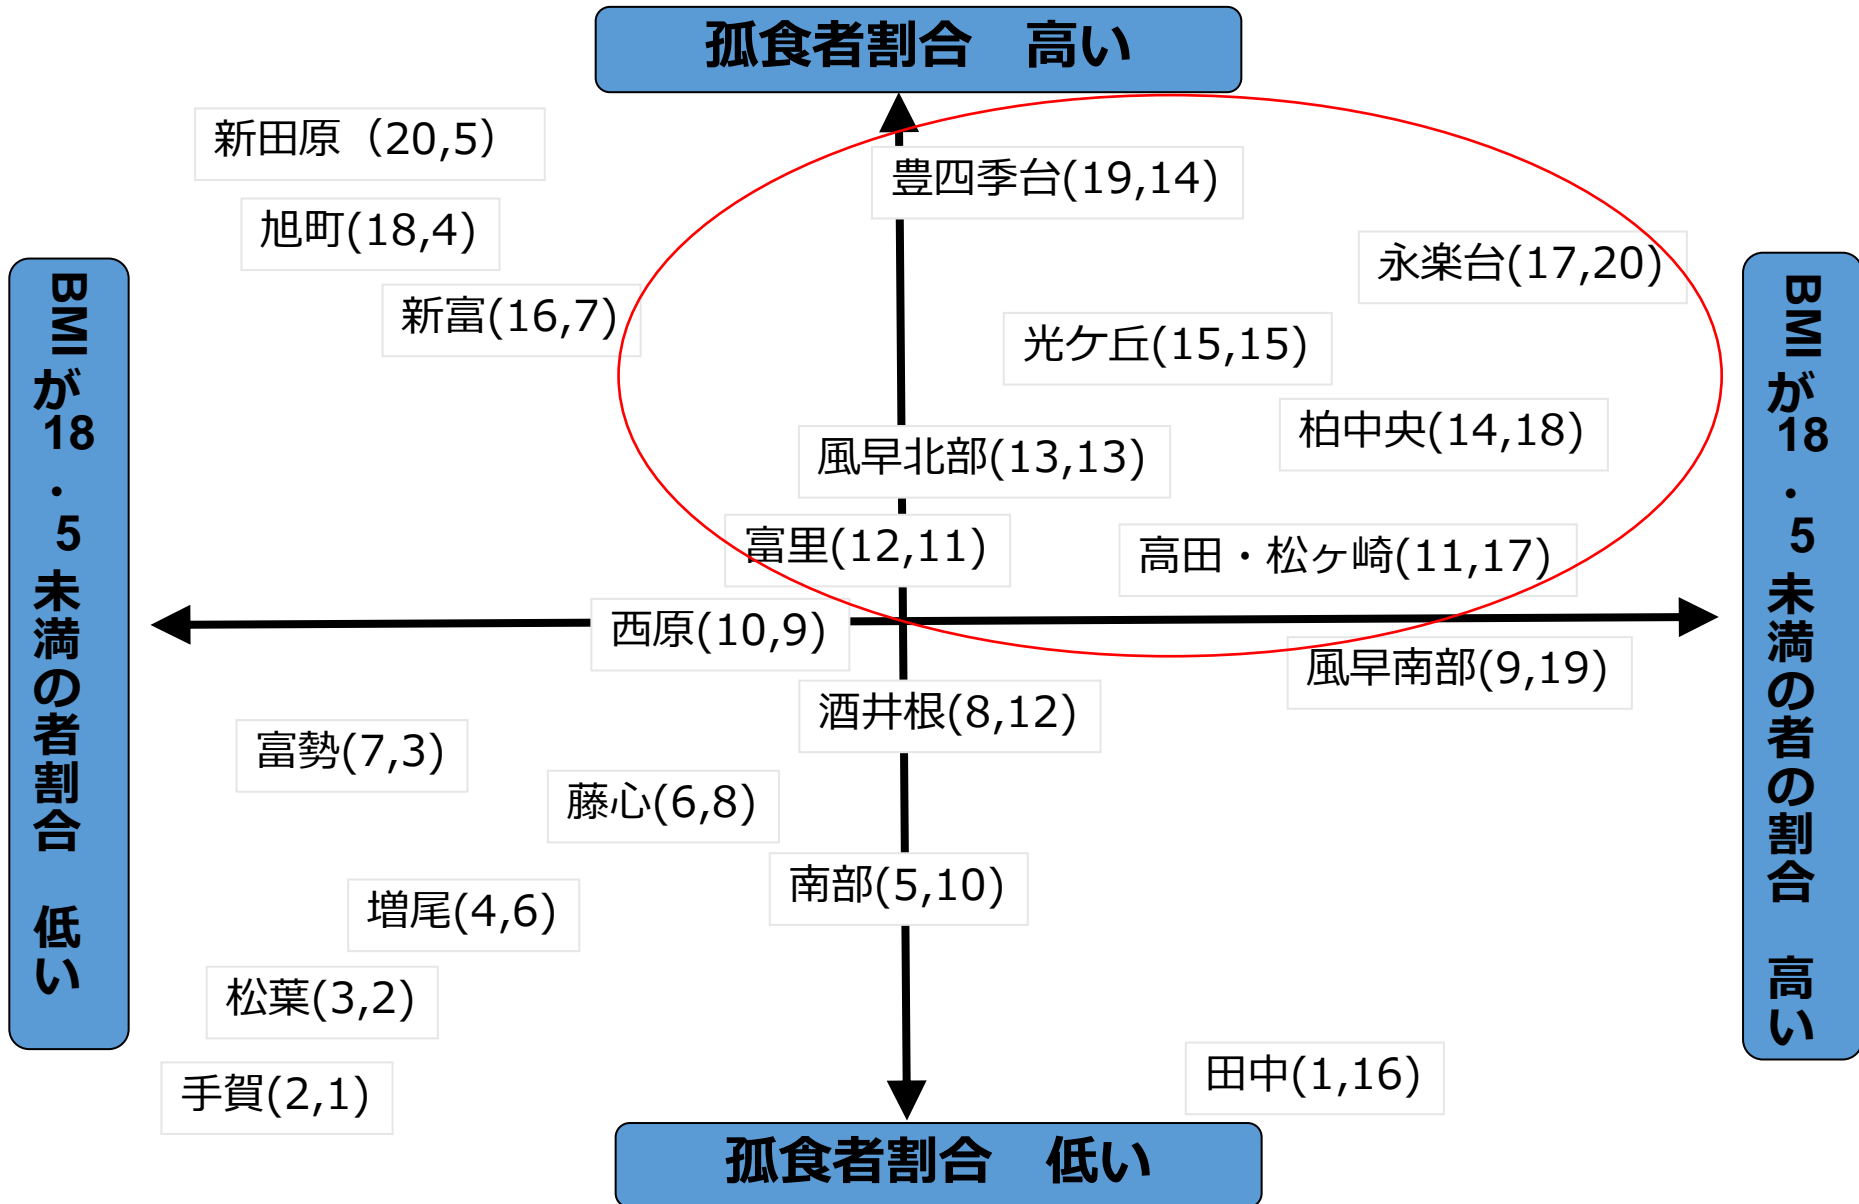 孤食者割合　高い
新田原（20,5）
豊四季台(19,14)
旭町(18,4)
永楽台(17,20)
新富(16,7)
光ケ丘(15,15)
柏中央(14,18)
風早北部(13,13)
富里(12,11)
高田・松ヶ崎(11,17)
西原(10,9)
風早南部(9,19)
酒井根(8,12)
富勢(7,3)
藤心(6,8)
南部(5,10)
増尾(4,6)
松葉(3,2)
手賀(2,1)
田中(1,16)
孤食者割合　低い
BMIが18．5未満の者割合　低い
BMIが18．5未満の者の割合　高い